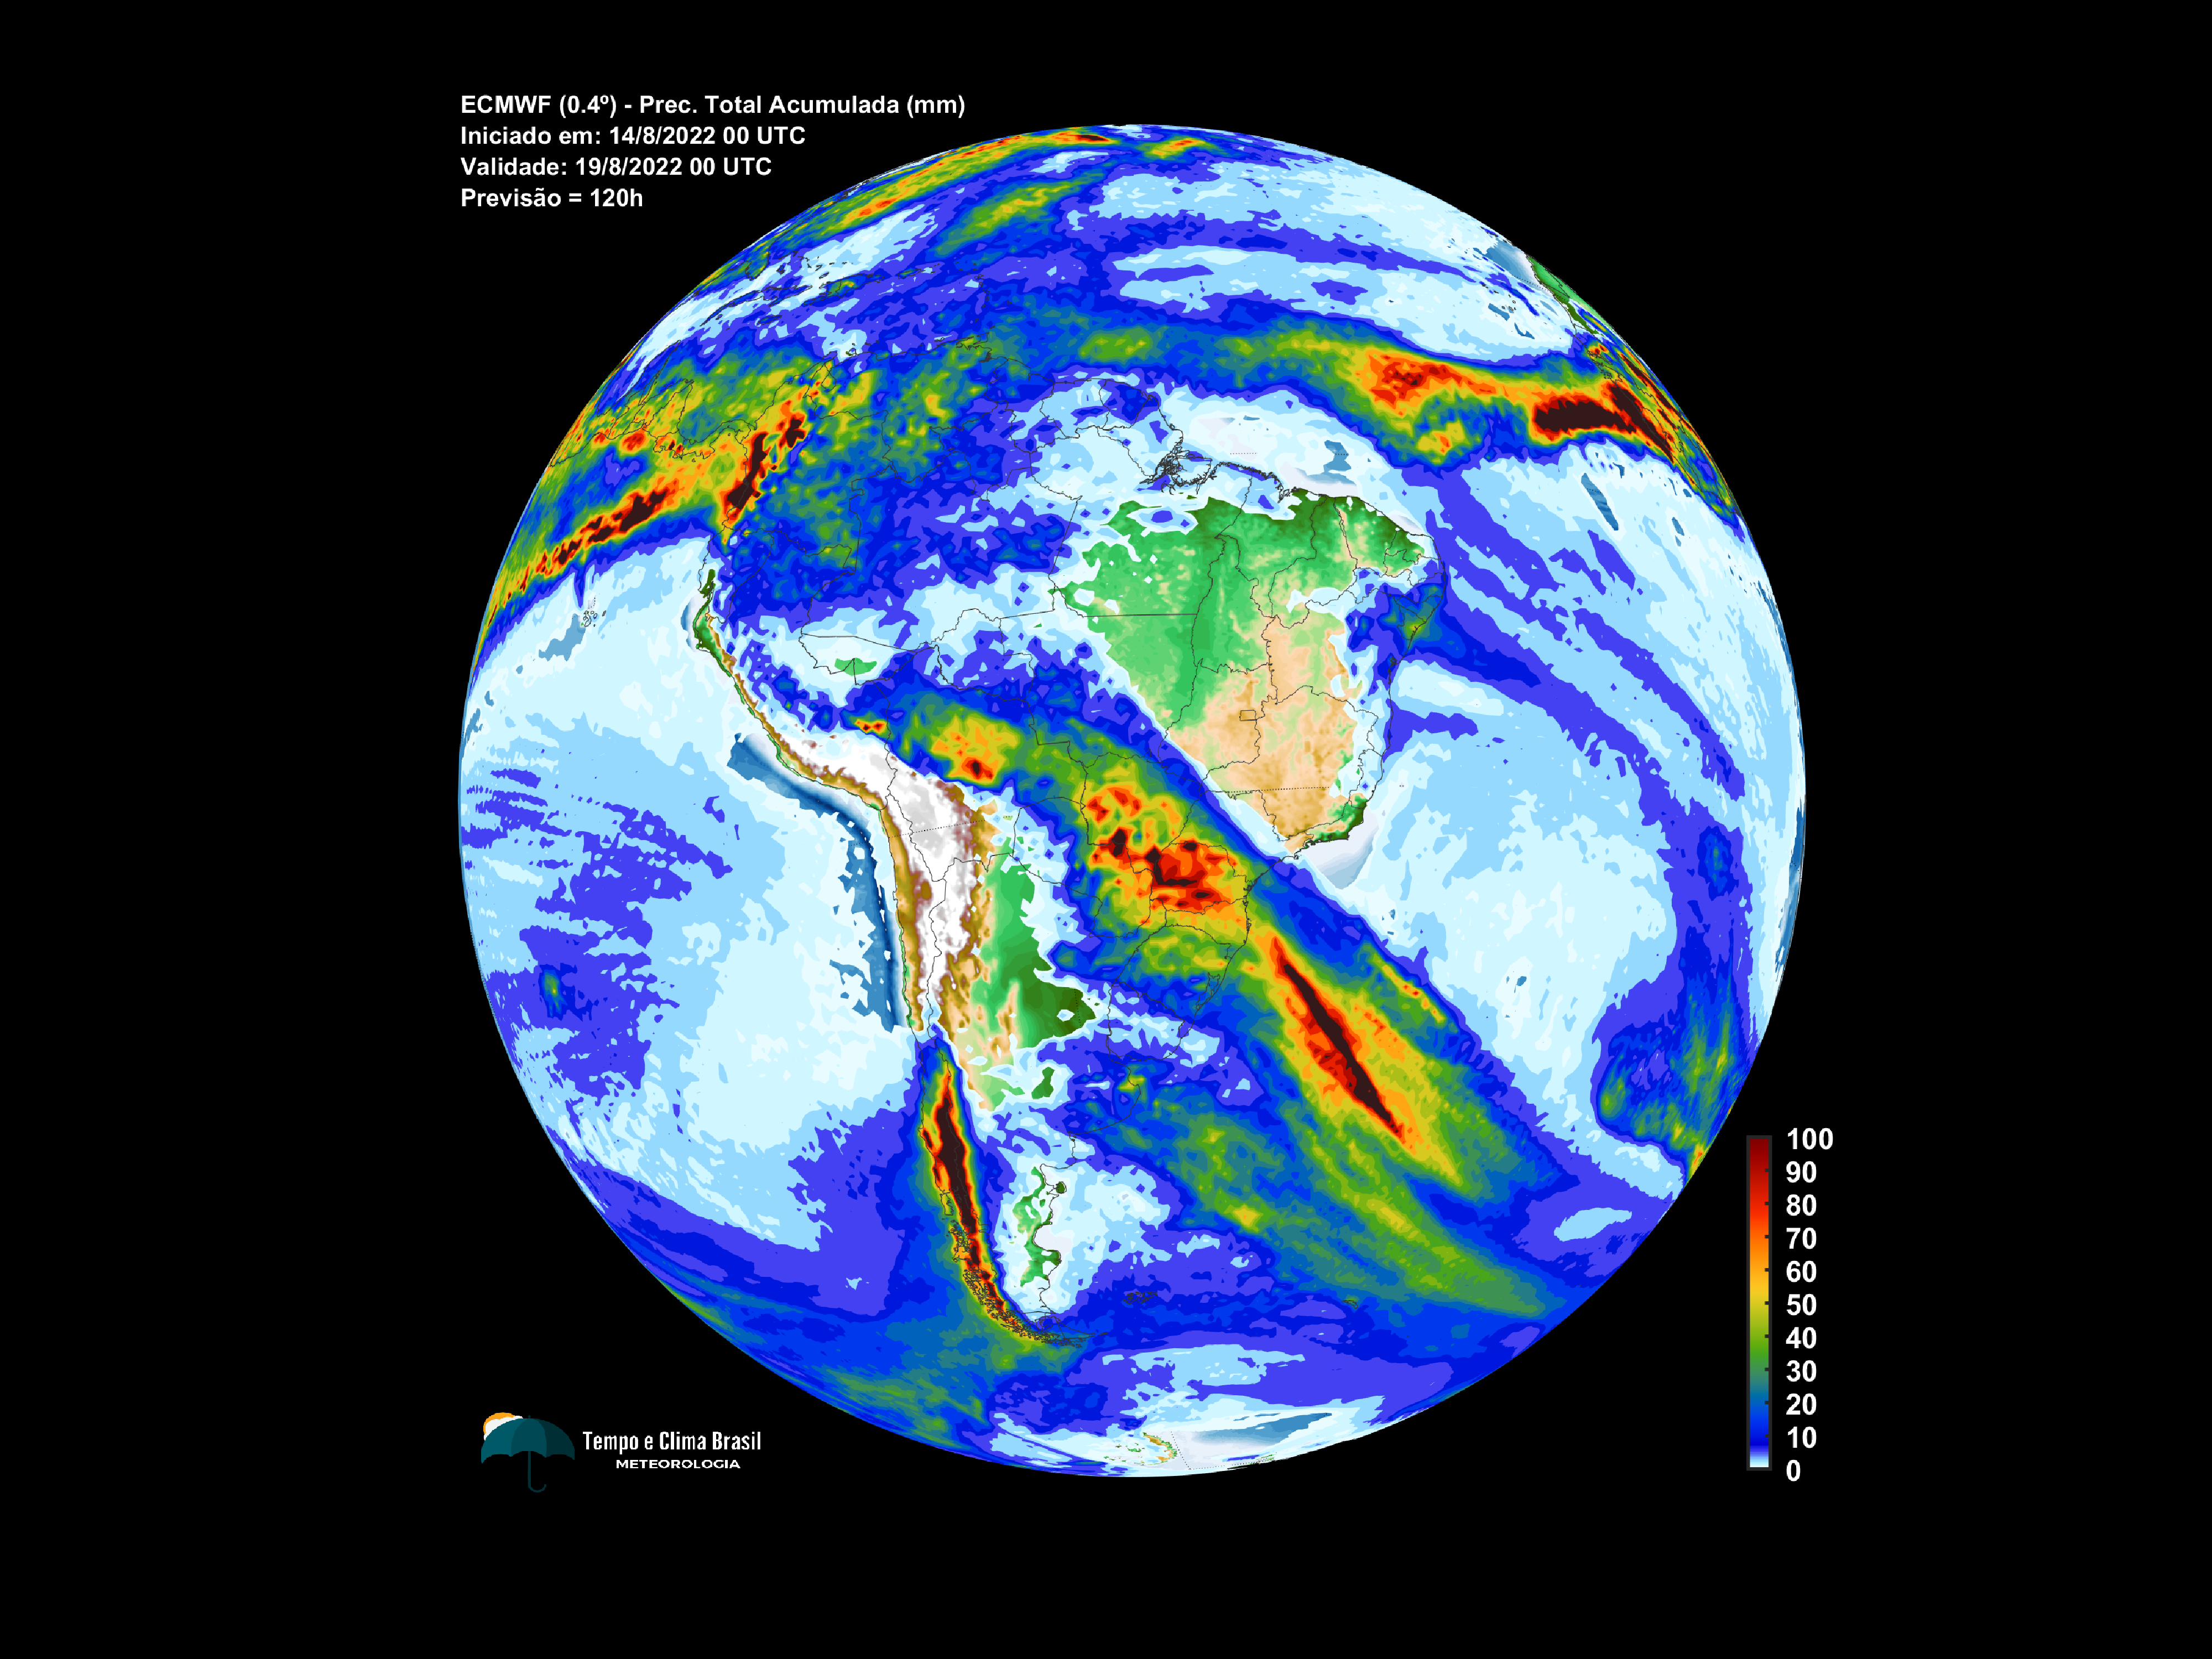 ECMWF (0.4º) - Prec. Total Acumulada (mm)
Iniciado em: 14/8/2022 00 UTC
Validade: 19/8/2022 00 UTC
Previsão = 120h
100
90
80
70
60
50
40
30
20
10
0
Tempo e Clima Brasil
METEOROLOGIA